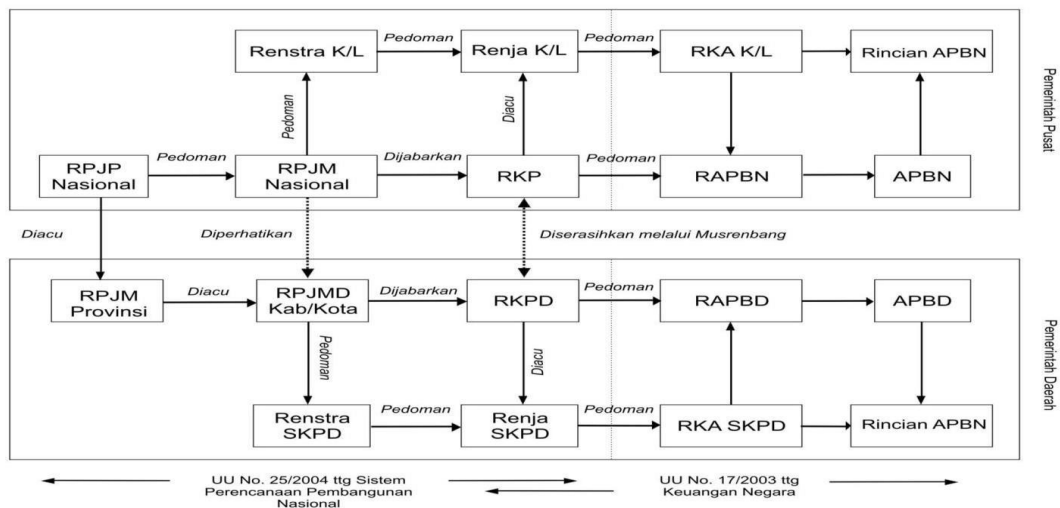 Pedoman
Pedoman
Renstra K/L
Renja K/L
RKA K/L
Rincian APBN
Pedoman
Diacu
Pemerintah Pusat
RPJP
Nasional
Pedoman
RPJM
Nasional
Dijabarkan
RKP
Pedoman
RAPBN
APBN
Diacu
Diperhatikan
Diserasihkan melalui Musrenbang
RPJM
Provinsi
Diacu
RPJMD
Kab/Kota
Dijabarkan
RKPD
Pedoman
RAPBD
APBD
Pedoman
Diacu
Pemerintah Daerah
Renstra
SKPD
Pedoman
Renja
SKPD
Pedoman
RKA SKPD
Rincian APBN
UU No. 25/2004 ttg Sistem
Perencanaan Pembangunan
Nasional
UU No. 17/2003 ttg
Keuangan Negara